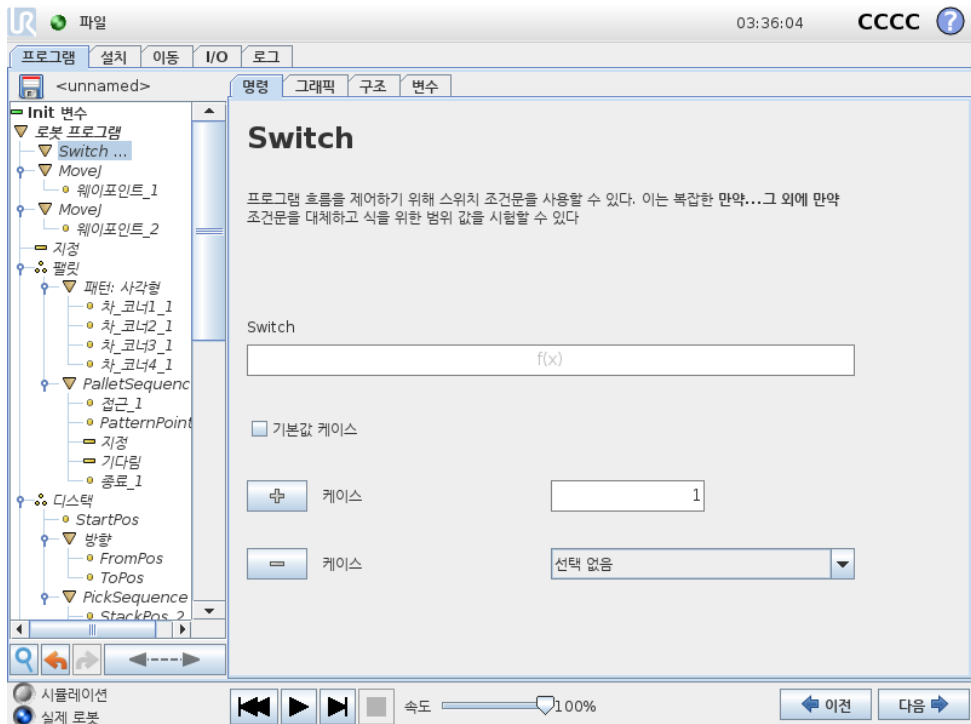 UR 파일 03:36:04 CCCC ?
프로그램 설치 이동 I/O 로그
<unnamed> 명령 그래픽 구조 변수
Init 변수
로봇 프로그램
Switch ...
MoveJ
웨이포인트_1
MoveJ
웨이포인트_2
지정
팔릿
패턴: 사각형
차_코너1_1
차_코너2_1
차_코너3_1
차_코너4_1
PalletSequenc
접근_1
PatternPoint
지정
기다림
종료_1
디스택
StartPos
방향
FromPos
ToPos
PickSequence
StackPos_2
Switch
프로그램 흐름를 제어하기 위해 스위치 조건문을 사용할 수 있다. 이는 복잡한 만약...그 외에 만약
조건문을 대체하고 식을 위한 범위 값을 시험할 수 있다
Switch
f(x)
기본값 케이스
케이스 1
케이스 선택 없음
시뮬레이션
실제 로봇
속도 100%
이전 다음